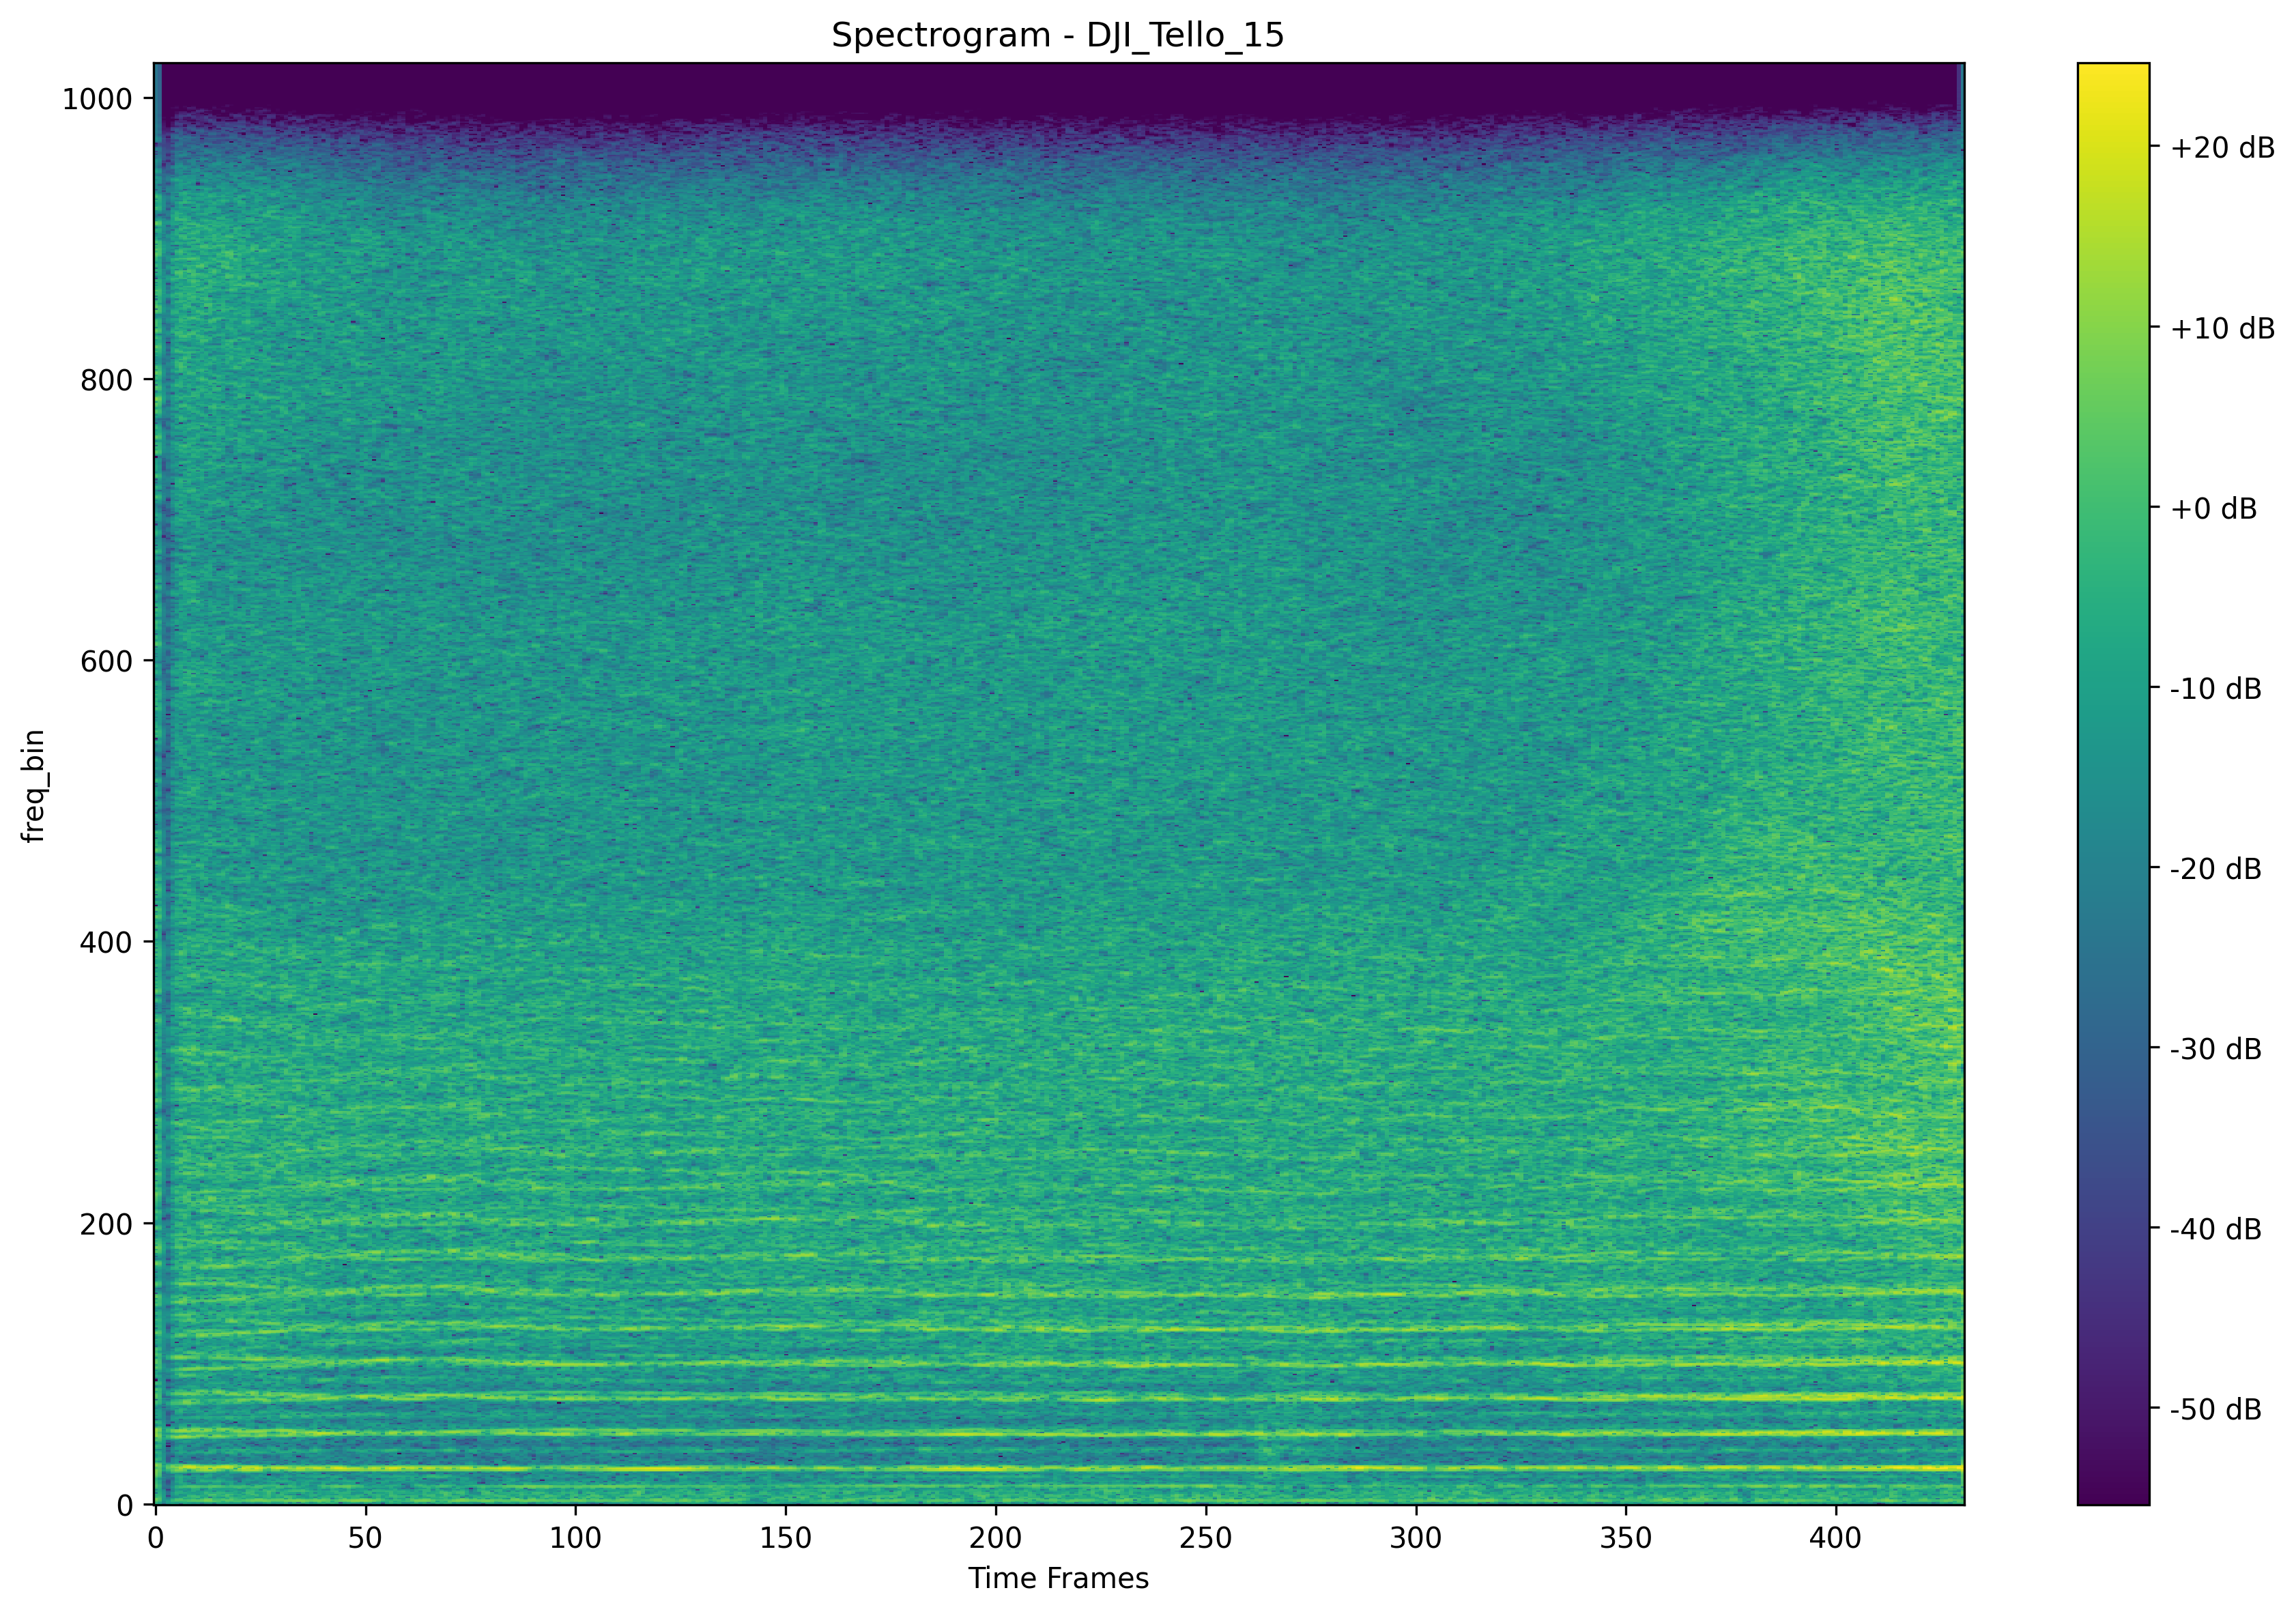 Spectrogram - DJI_Tello_15
1000
800
600
400
200
0
freq_bin
0 50 100 150 200 250 300 350 400
Time Frames
+20 dB
+10 dB
+0 dB
-10 dB
-20 dB
-30 dB
-40 dB
-50 dB